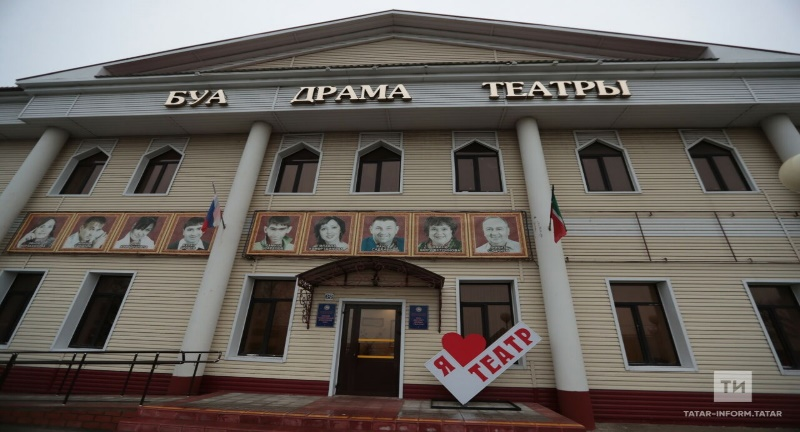 БУА ДРАМА ТЕАТРЫ
Я
ТЕАТР
ТИ
TATAR-INFORM.TATAR